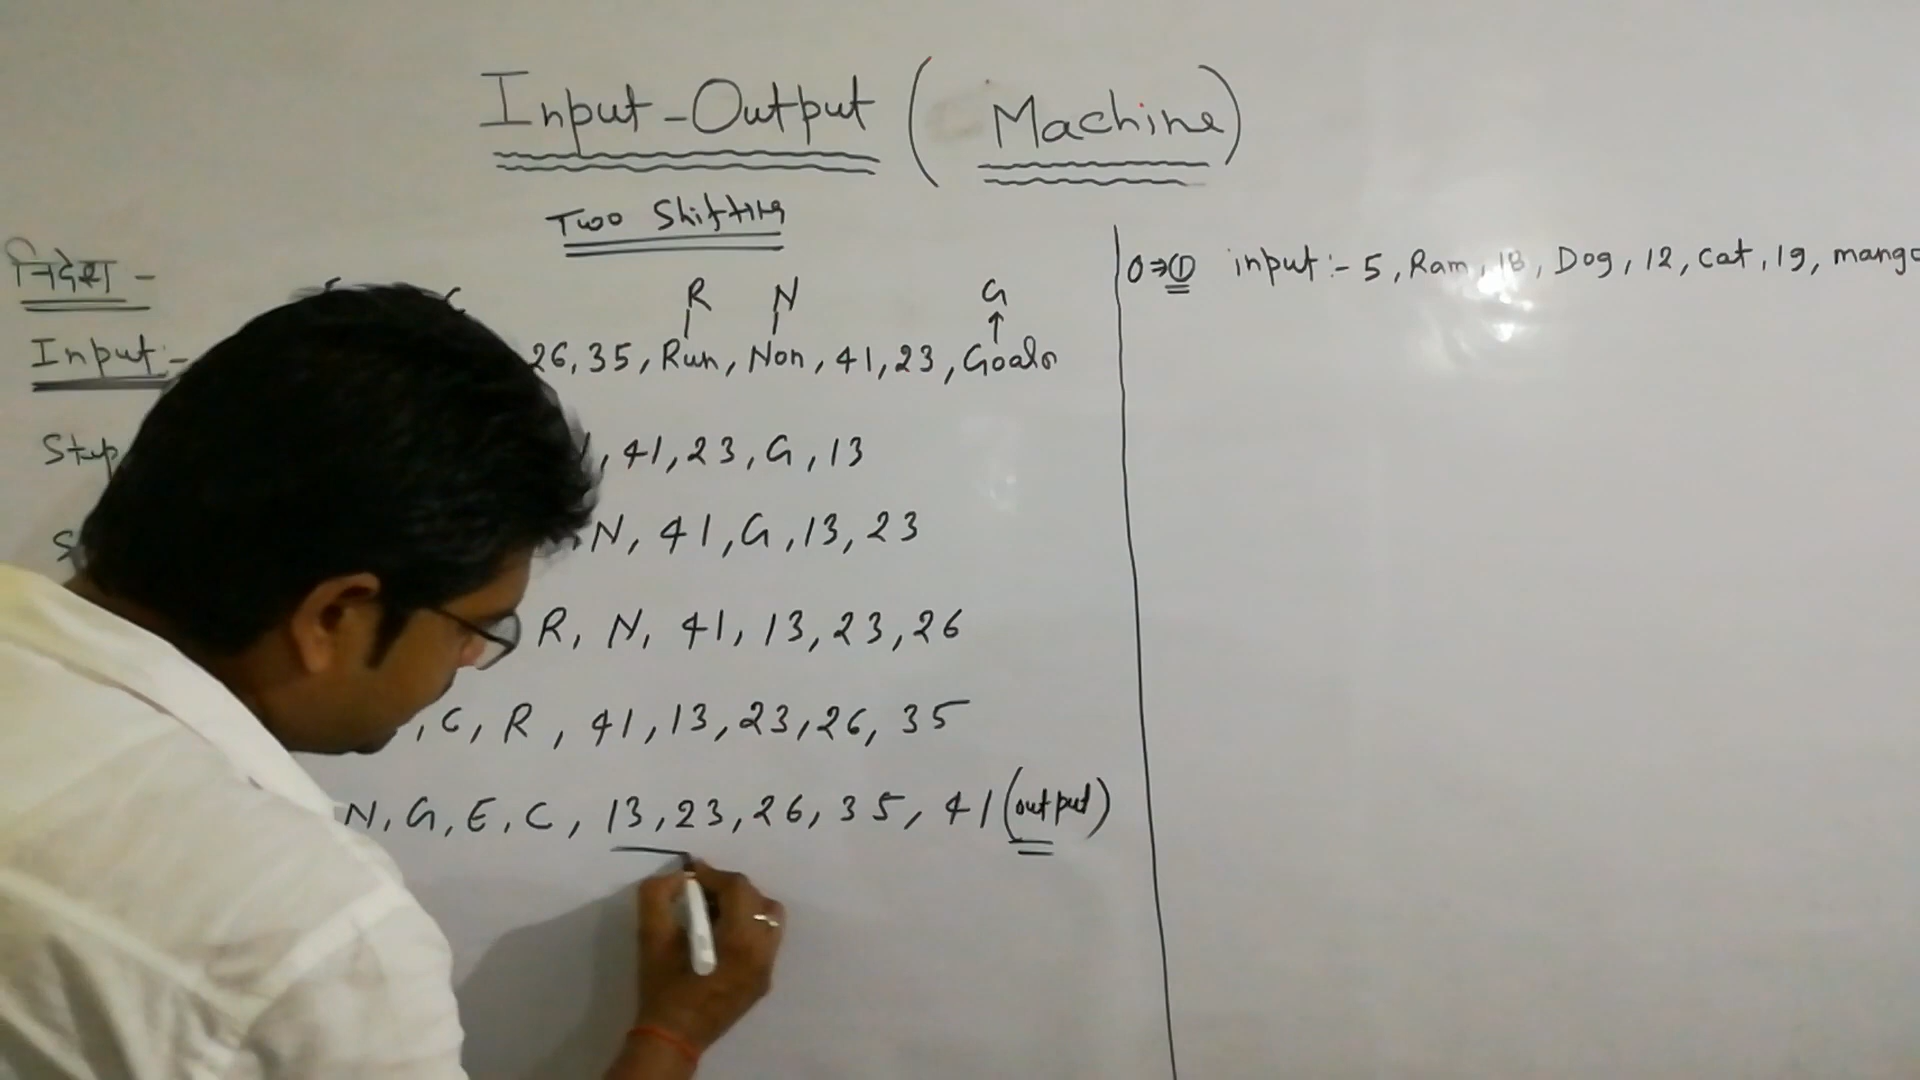 Input-Output (Machine)
Two Shifting
निर्देश -
R N G
Input:- 26, 35, Run, Non, 41, 23, Goals
Step , 41, 23, G, 13
S N, 41, G, 13, 23
R, N, 41, 13, 23, 26
, C, R, 41, 13, 23, 26, 35
N, G, E, C, 13, 23, 26, 35, 41 (output)
0⇒① input:- 5, Ram, 18, Dog, 12, Cat, 19, mango